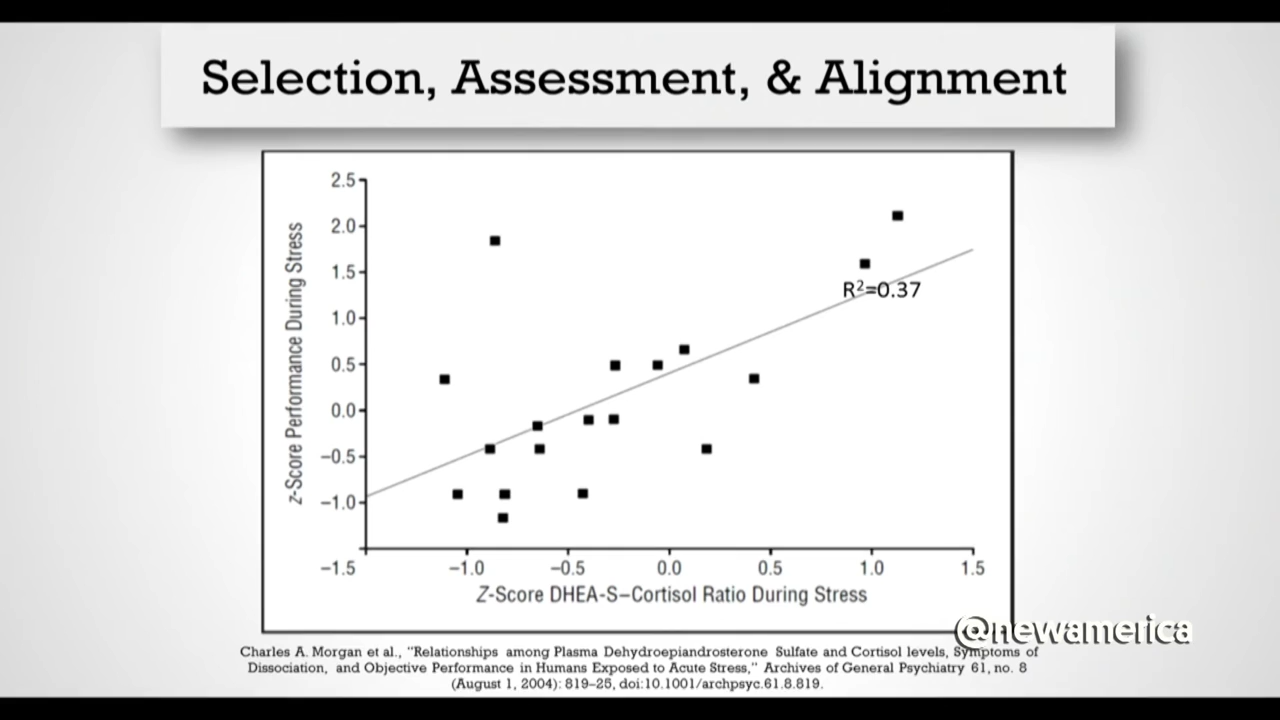 Selection, Assessment, & Alignment
2.5
2.0
1.5
1.0
0.5
0.0
−0.5
−1.0
z-Score Performance During Stress
R²=0.37
−1.5 −1.0 −0.5 0.0 0.5 1.0 1.5
Z-Score DHEA-S–Cortisol Ratio During Stress
@newamerica
Charles A. Morgan et al., "Relationships among Plasma Dehydroepiandrosterone Sulfate and Cortisol levels, Symptoms of
Dissociation, and Objective Performance in Humans Exposed to Acute Stress," Archives of General Psychiatry 61, no. 8
(August 1, 2004): 819–25, doi:10.1001/archpsyc.61.8.819.